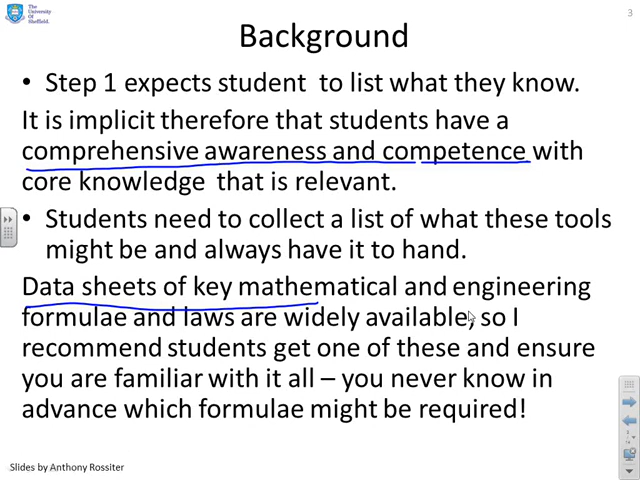 The
University
Of
Sheffield.
3
Background
• Step 1 expects student to list what they know.
It is implicit therefore that students have a
comprehensive awareness and competence with
core knowledge that is relevant.
• Students need to collect a list of what these tools
might be and always have it to hand.
Data sheets of key mathematical and engineering
formulae and laws are widely available, so I
recommend students get one of these and ensure
you are familiar with it all – you never know in
advance which formulae might be required!
Slides by Anthony Rossiter